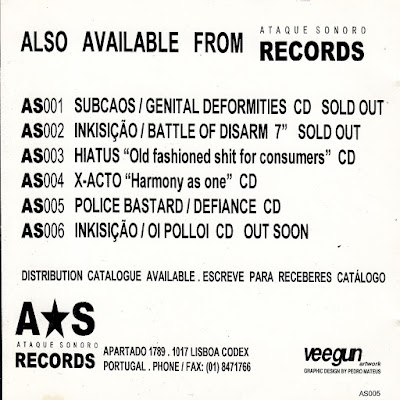 ALSO AVAILABLE FROM ATAQUE SONORO RECORDS
AS001 SUBCAOS / GENITAL DEFORMITIES CD SOLD OUT
AS002 INKISIÇÃO / BATTLE OF DISARM 7" SOLD OUT
AS003 HIATUS "Old fashioned shit for consumers" CD
AS004 X-ACTO "Harmony as one" CD
AS005 POLICE BASTARD / DEFIANCE CD
AS006 INKISIÇÃO / OI POLLOI CD OUT SOON
DISTRIBUTION CATALOGUE AVAILABLE . ESCREVE PARA RECEBERES CATÁLOGO
A★S
ATAQUE SONORO
RECORDS
APARTADO 1789 . 1017 LISBOA CODEX
PORTUGAL . PHONE / FAX: (01) 8471766
veegun
artwork
GRAPHIC DESIGN BY PEDRO MATEUS
AS005